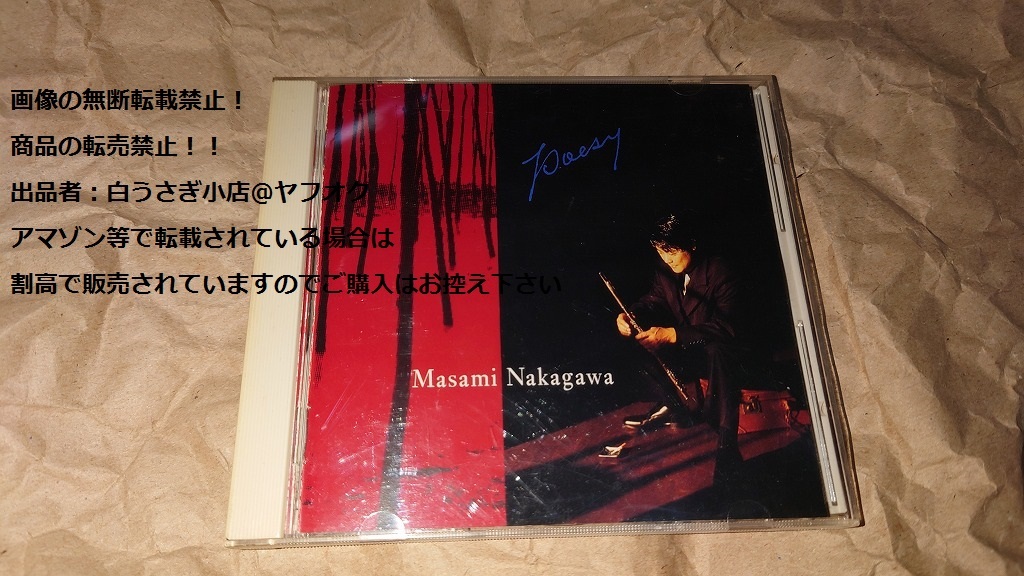 画像の無断転載禁止！
商品の転売禁止！！
出品者：白うさぎ小店@ヤフオク
アマゾン等で転載されている場合は
割高で販売されていますのでご購入はお控え下さい
Poesy
Masami Nakagawa